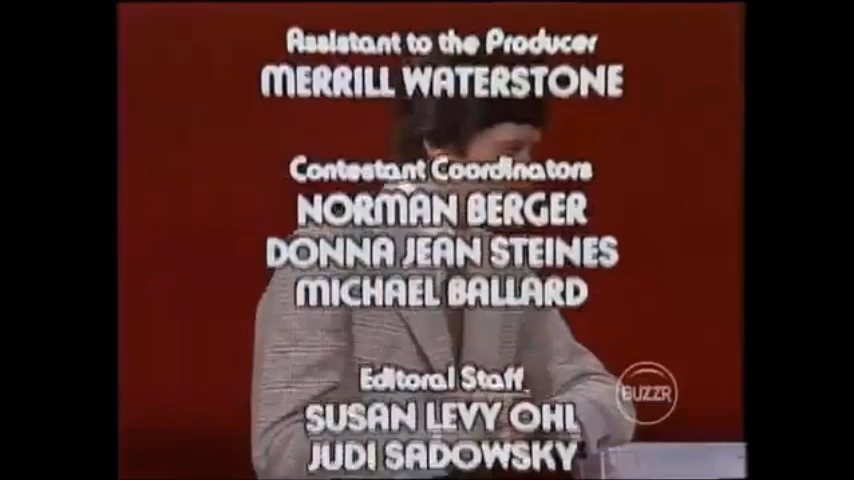 Assistant to the Producer
MERRILL WATERSTONE
Contestant Coordinators
NORMAN BERGER
DONNA JEAN STEINES
MICHAEL BALLARD
Editorial Staff
BUZZR
SUSAN LEVY OHL
JUDI SADOWSKY